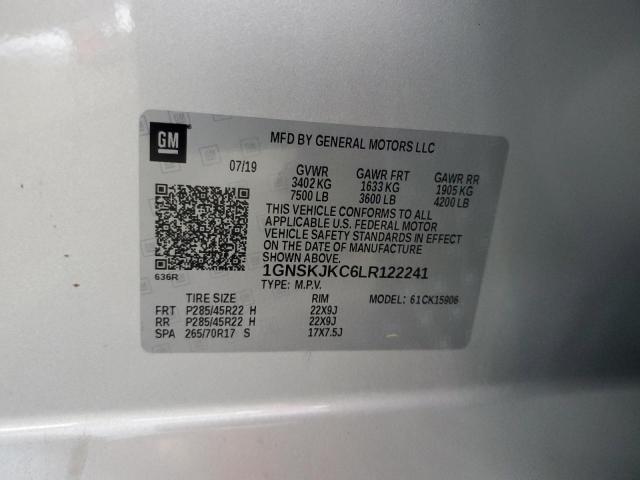 GM
MFD BY GENERAL MOTORS LLC
07/19 GVWR GAWR FRT GAWR RR
3402 KG 1633 KG 1905 KG
7500 LB 3600 LB 4200 LB
THIS VEHICLE CONFORMS TO ALL
APPLICABLE U.S. FEDERAL MOTOR
VEHICLE SAFETY STANDARDS IN EFFECT
ON THE DATE OF MANUFACTURE
SHOWN ABOVE.
636R
1GNSKJKC6LR122241
TYPE: M.P.V.
TIRE SIZE RIM MODEL: 61CK15906
FRT P285/45R22 H 22X9J
RR P285/45R22 H 22X9J
SPA 265/70R17 S 17X7.5J